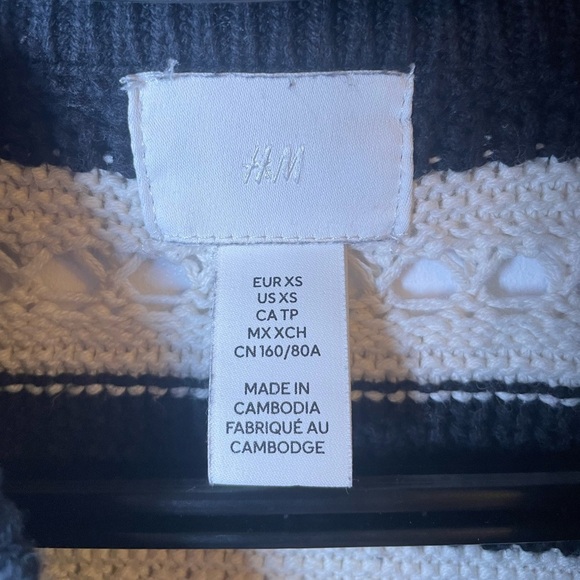 H&M
EUR XS
US XS
CA TP
MX XCH
CN 160/80A
MADE IN
CAMBODIA
FABRIQUÉ AU
CAMBODGE